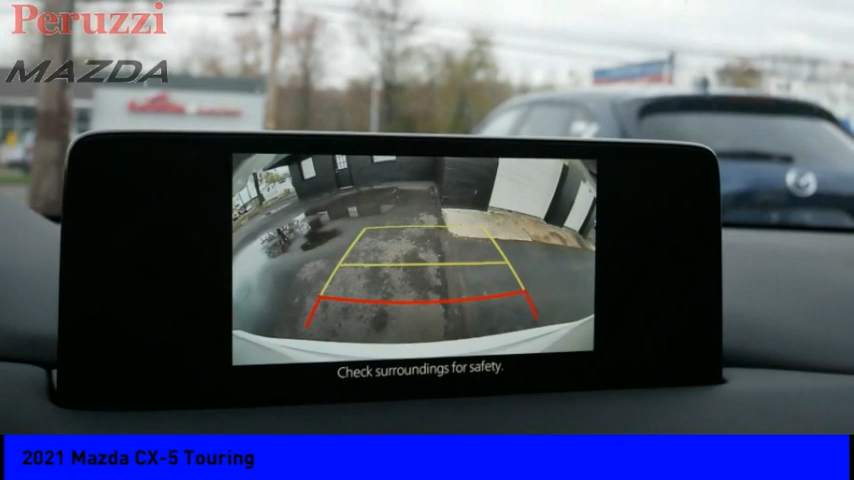 Peruzzi
MAZDA
Check surroundings for safety.
2021 Mazda CX-5 Touring